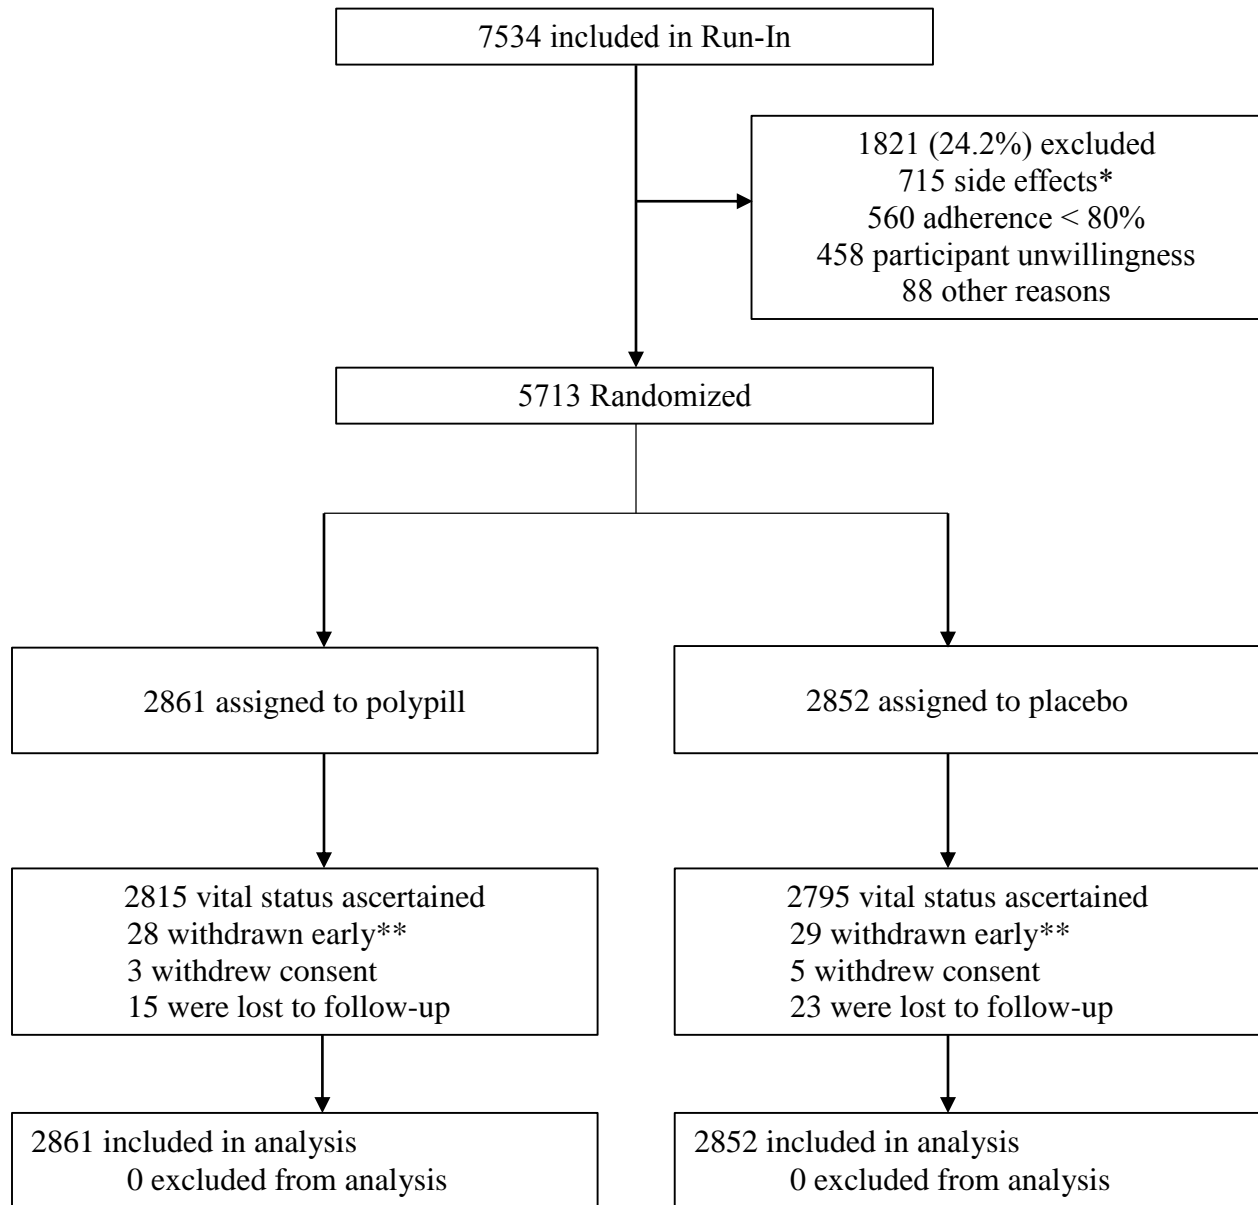 7534 included in Run-In
1821 (24.2%) excluded
715 side effects*
560 adherence < 80%
458 participant unwillingness
88 other reasons
5713 Randomized
2861 assigned to polypill
2852 assigned to placebo
2815 vital status ascertained
28 withdrawn early**
3 withdrew consent
15 were lost to follow-up
2795 vital status ascertained
29 withdrawn early**
5 withdrew consent
23 were lost to follow-up
2861 included in analysis
0 excluded from analysis
2852 included in analysis
0 excluded from analysis